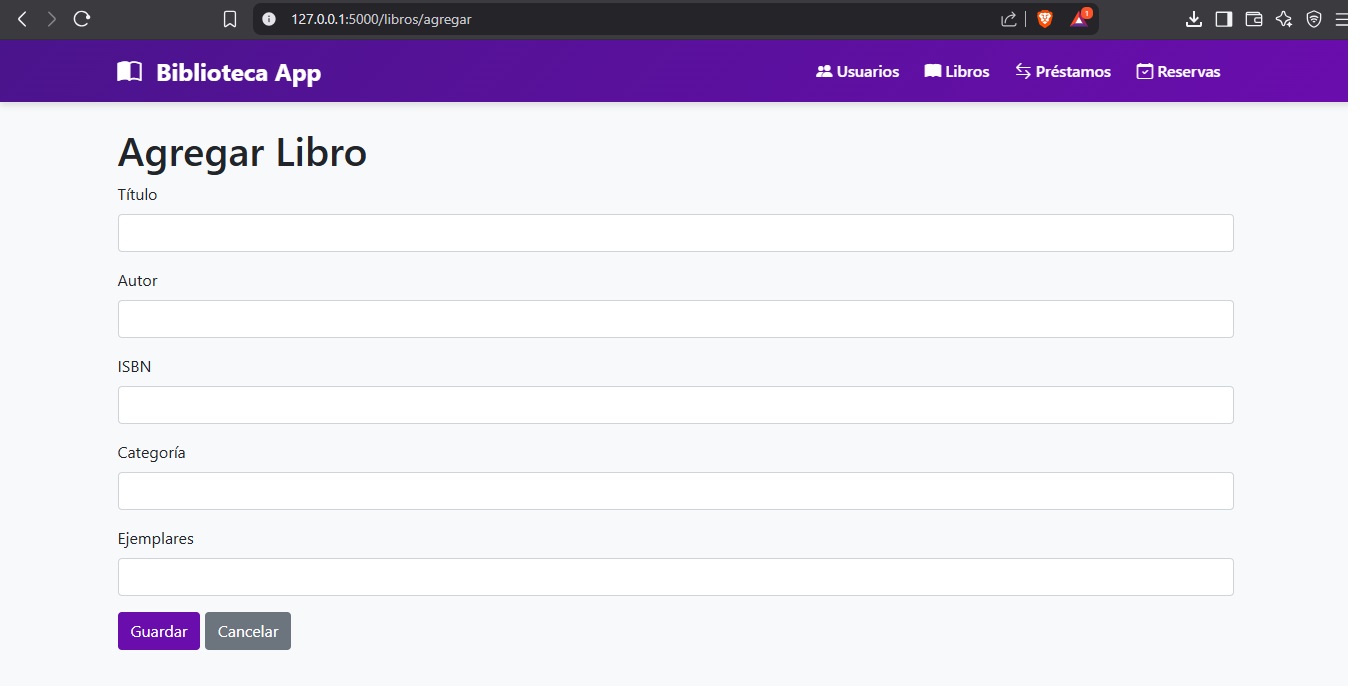 127.0.0.1:5000/libros/agregar
1
Biblioteca App
Usuarios
Libros
Préstamos
Reservas
Agregar Libro
Título
Autor
ISBN
Categoría
Ejemplares
Guardar
Cancelar